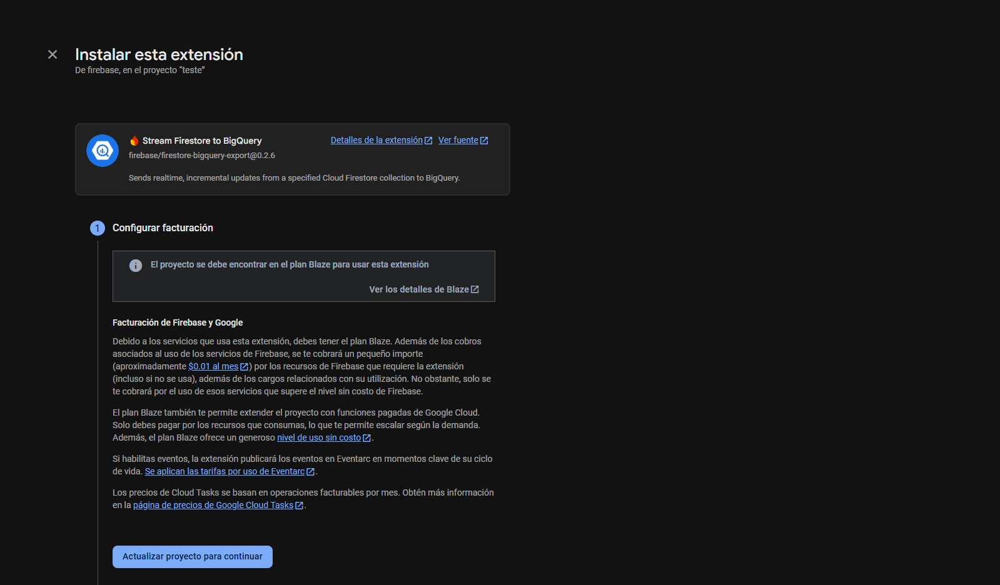 Instalar esta extensión
De firebase, en el proyecto “teste”
Stream Firestore to BigQuery
Detalles de la extensión
Ver fuente
firebase/firestore-bigquery-export@0.2.6
Sends realtime, incremental updates from a specified Cloud Firestore collection to BigQuery.
1
Configurar facturación
El proyecto se debe encontrar en el plan Blaze para usar esta extensión
Ver los detalles de Blaze
Facturación de Firebase y Google
Debido a los servicios que usa esta extensión, debes tener el plan Blaze. Además de los cobros
asociados al uso de los servicios de Firebase, se te cobrará un pequeño importe
(aproximadamente $0.01 al mes) por los recursos de Firebase que requiere la extensión
(incluso si no se usa), además de los cargos relacionados con su utilización. No obstante, solo se
te cobrará por el uso de esos servicios que supere el nivel sin costo de Firebase.
El plan Blaze también te permite extender el proyecto con funciones pagadas de Google Cloud.
Solo debes pagar por los recursos que consumas, lo que te permite escalar según la demanda.
Además, el plan Blaze ofrece un generoso nivel de uso sin costo.
Si habilitas eventos, la extensión publicará los eventos en Eventarc en momentos clave de su ciclo
de vida. Se aplican las tarifas por uso de Eventarc.
Los precios de Cloud Tasks se basan en operaciones facturables por mes. Obtén más información
en la página de precios de Google Cloud Tasks.
Actualizar proyecto para continuar